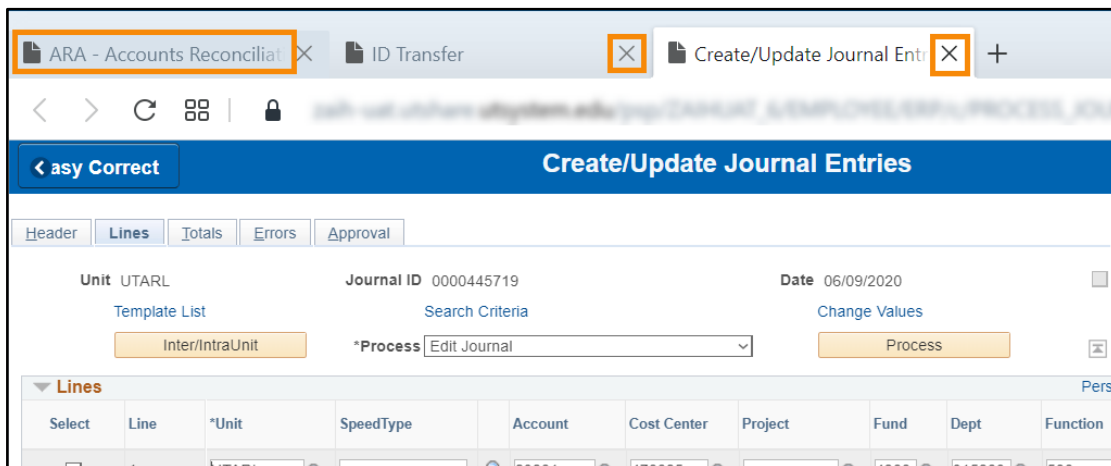 ARA - Accounts Reconciliat ID Transfer Create/Update Journal Entr
asy Correct Create/Update Journal Entries
Header Lines Totals Errors Approval
Unit UTARL Journal ID 0000445719 Date 06/09/2020
Template List Search Criteria Change Values
Inter/IntraUnit *Process Edit Journal Process
Lines Pers
Select Line *Unit SpeedType Account Cost Center Project Fund Dept Function